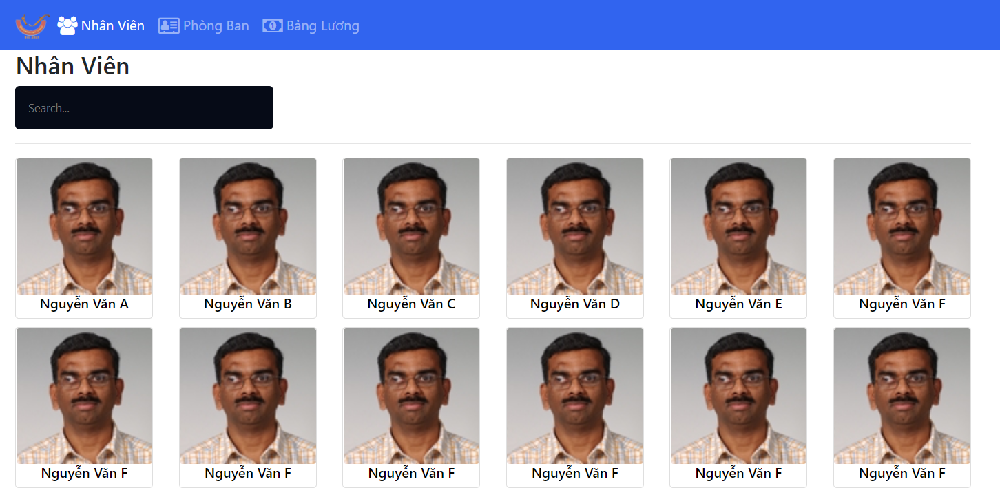 Nhân Viên Phòng Ban Bảng Lương
Nhân Viên
Search...
Nguyễn Văn A Nguyễn Văn B Nguyễn Văn C Nguyễn Văn D Nguyễn Văn E Nguyễn Văn F
Nguyễn Văn F Nguyễn Văn F Nguyễn Văn F Nguyễn Văn F Nguyễn Văn F Nguyễn Văn F